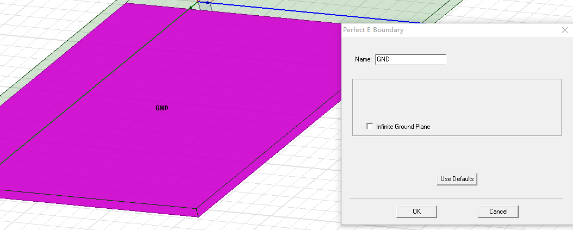 Perfect E Boundary
Name: GND
GND
Infinite Ground Plane
Use Defaults
OK
Cancel